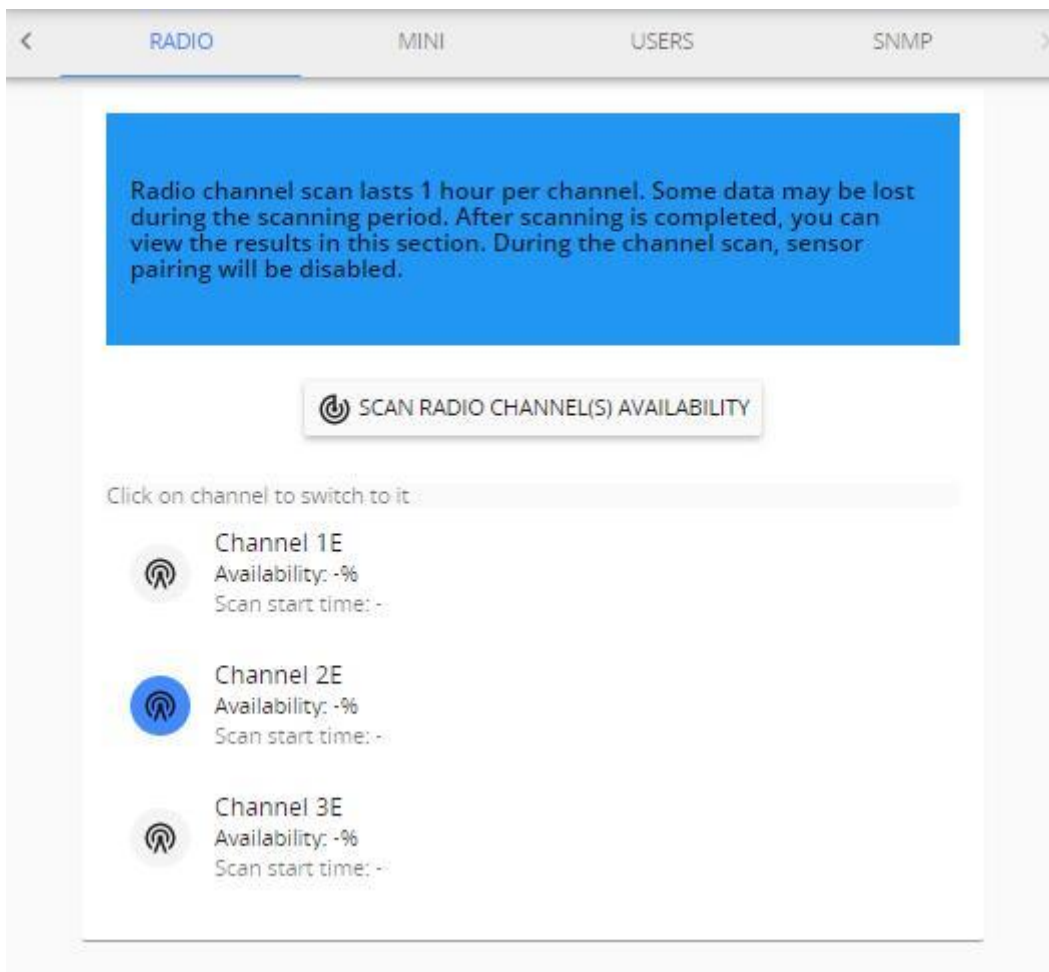 RADIO MINI USERS SNMP
Radio channel scan lasts 1 hour per channel. Some data may be lost
during the scanning period. After scanning is completed, you can
view the results in this section. During the channel scan, sensor
pairing will be disabled.
SCAN RADIO CHANNEL(S) AVAILABILITY
Click on channel to switch to it
Channel 1E
Availability: -%
Scan start time: -
Channel 2E
Availability: -%
Scan start time: -
Channel 3E
Availability: -%
Scan start time: -